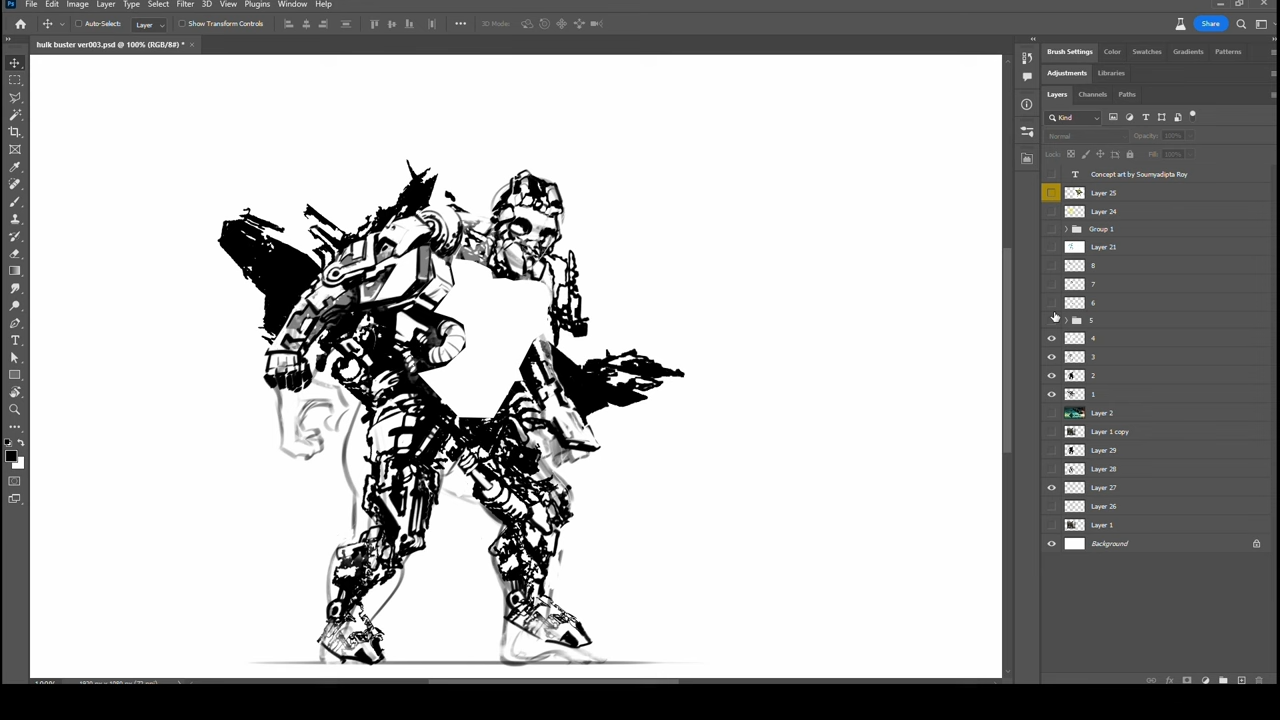 File Edit Image Layer Type Select Filter 3D View Plugins Window Help
Auto-Select: Layer Show Transform Controls 3D Mode: Share
hulk buster ver003.psd @ 100% (RGB/8#) * ×
Brush Settings Color Swatches Gradients Patterns
Adjustments Libraries
Layers Channels Paths
Kind
Normal Opacity: 100%
Lock: Fill: 100%
Concept art by Soumyadipta Roy
Layer 25
Layer 24
Group 1
Layer 21
8
7
6
5
4
3
2
1
Layer 2
Layer 1 copy
Layer 29
Layer 28
Layer 27
Layer 26
Layer 1
Background